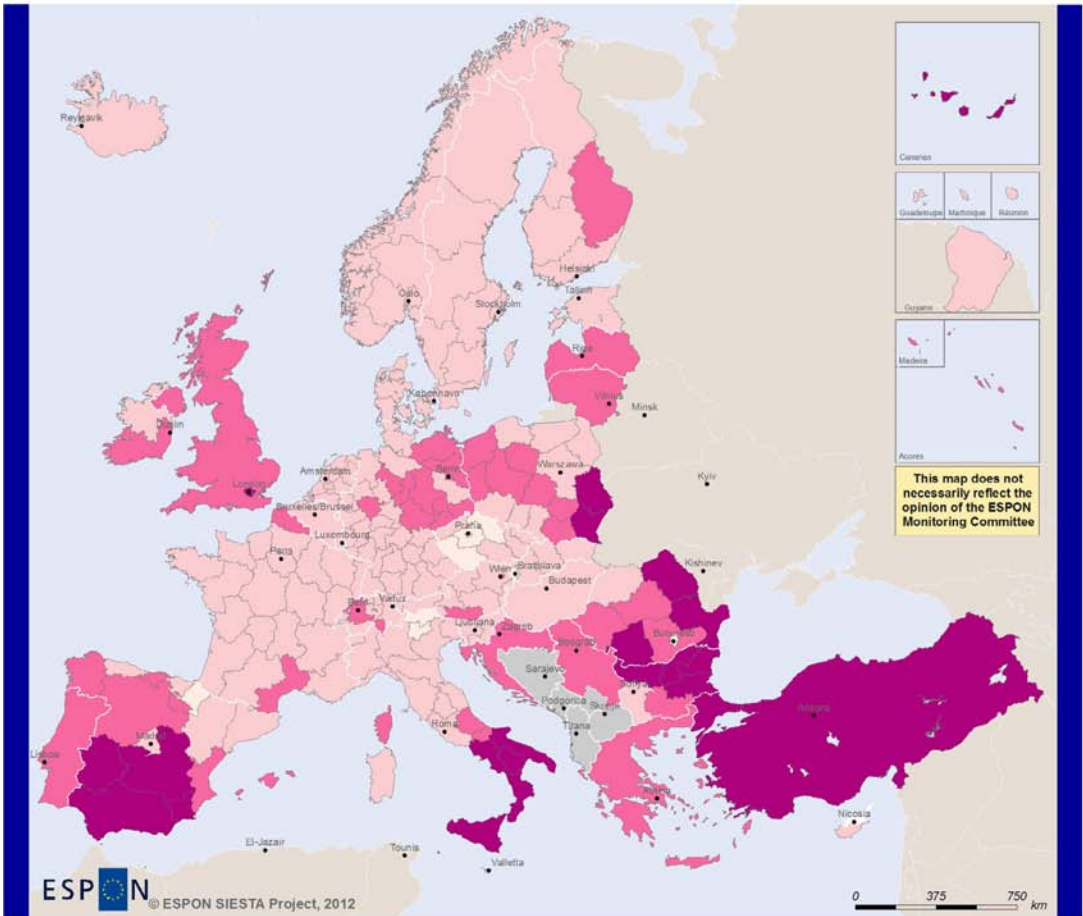 Reykjavik
Canarias
Guadeloupe
Martinique
Réunion
Guyane
Madeira
Acores
This map does not
necessarily reflect the
opinion of the ESPON
Monitoring Committee
Oslo
Helsinki
Tallinn
Stockholm
Riga
København
Vilnius
Minsk
Dublin
Amsterdam
Berlin
Warszawa
London
Bruxelles/Brussel
Kyiv
Luxembourg
Praha
Paris
Wien
Bratislava
Kishinev
Budapest
Bern
Vaduz
Ljubljana
Zagreb
Beograd
Bucuresti
Sarajevo
Podgorica
Skopje
Tirana
Roma
Madrid
Lisboa
Ankara
Nicosia
El-Jazair
Tounis
Valletta
ESPON
© ESPON SIESTA Project, 2012
0 375 750
km